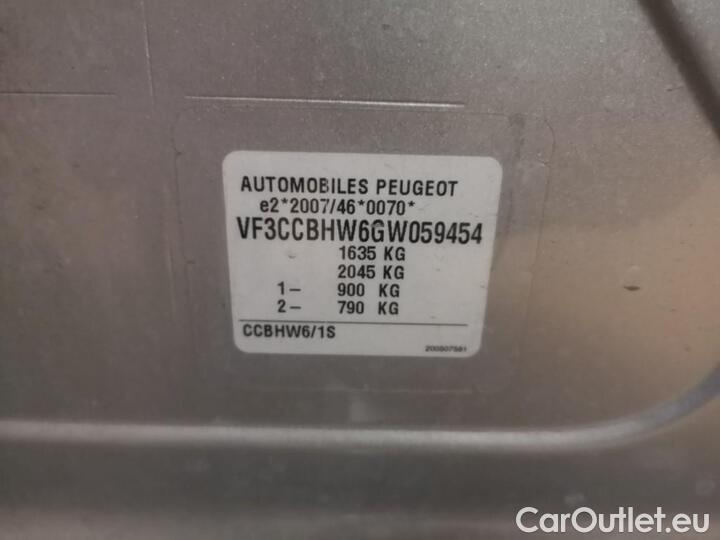 AUTOMOBILES PEUGEOT
e2*2007/46*0070*
VF3CCBHW6GW059454
1635 KG
2045 KG
1- 900 KG
2- 790 KG
CCBHW6/1S
200507581
CarOutlet.eu